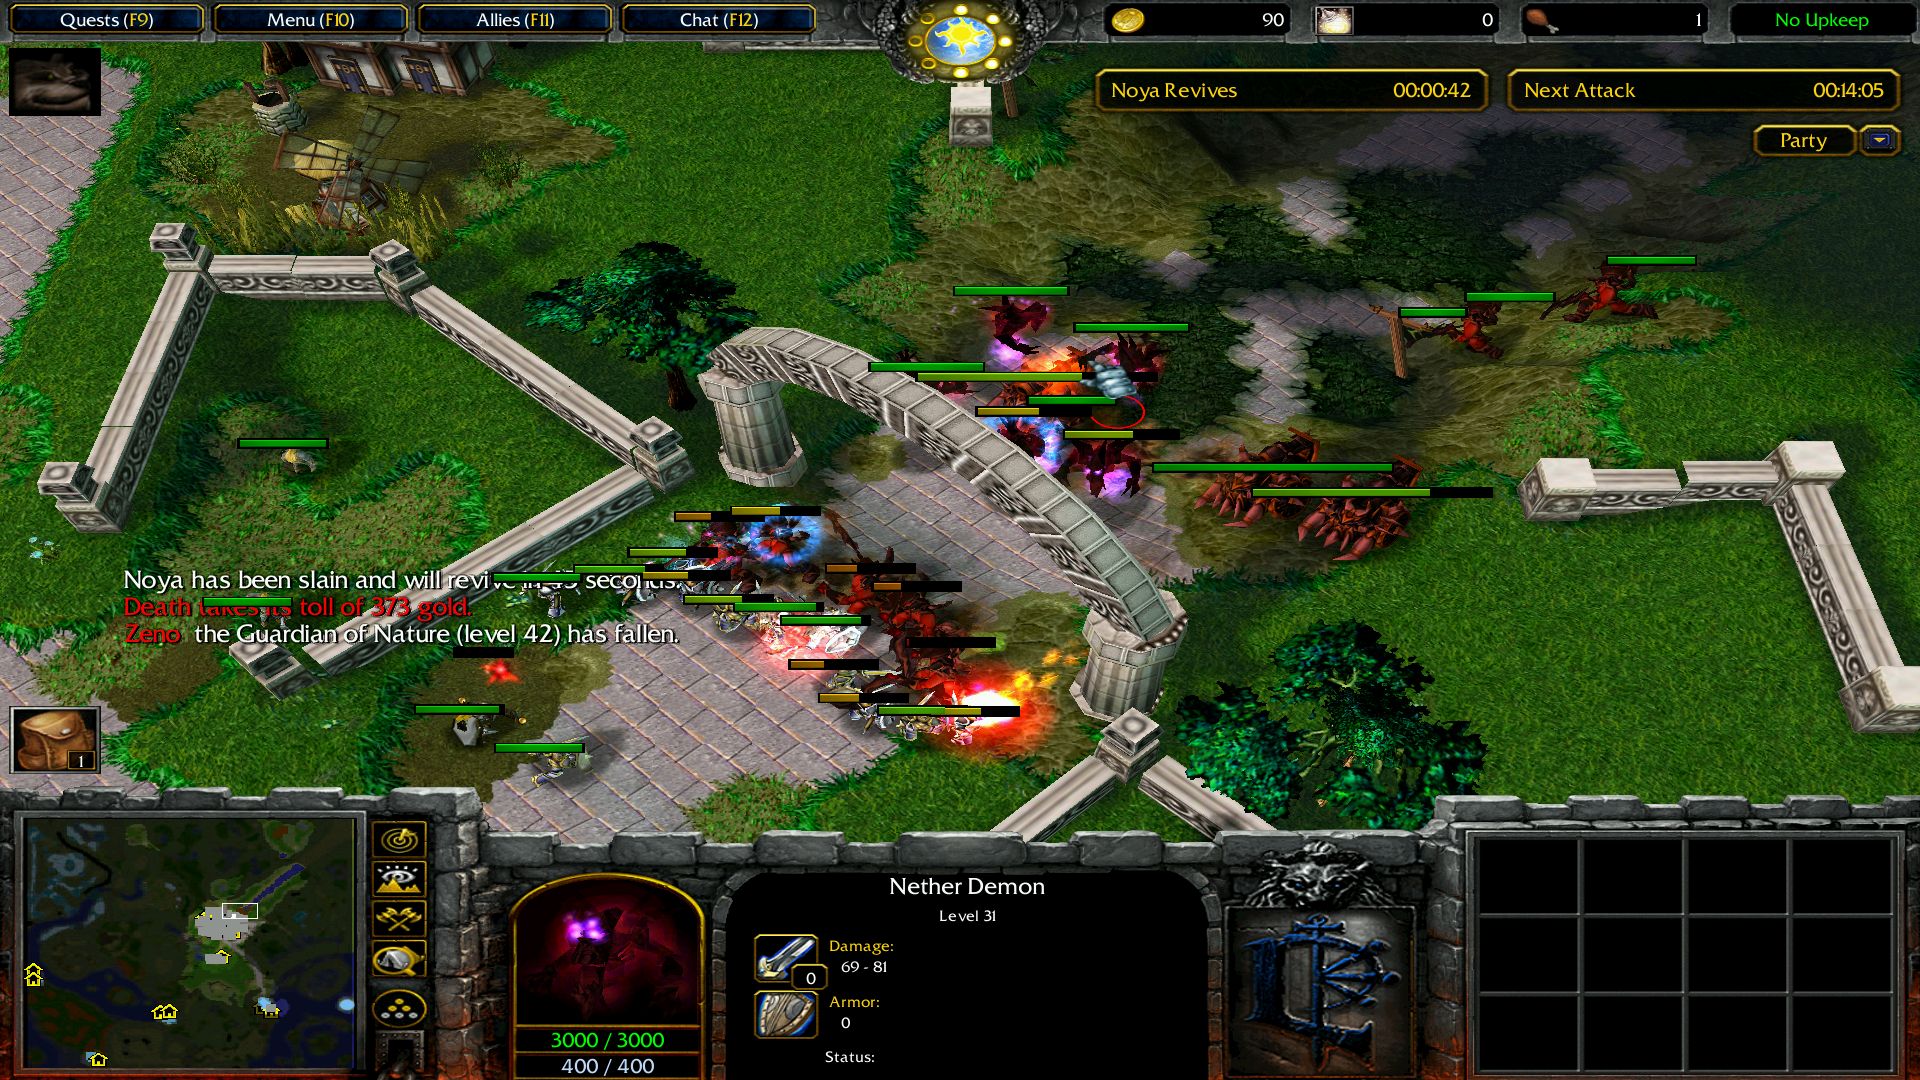 Quests (F9) Menu (F10) Allies (F11) Chat (F12) 90 0 1 No Upkeep
Noya Revives 00:00:42 Next Attack 00:14:05
Party
Noya has been slain and will revive in 45 seconds.
Death takes its toll of 373 gold.
Zeno the Guardian of Nature (level 42) has fallen.
1
Nether Demon
Level 31
Damage:
69 - 81
0
Armor:
0
Status:
3000 / 3000
400 / 400